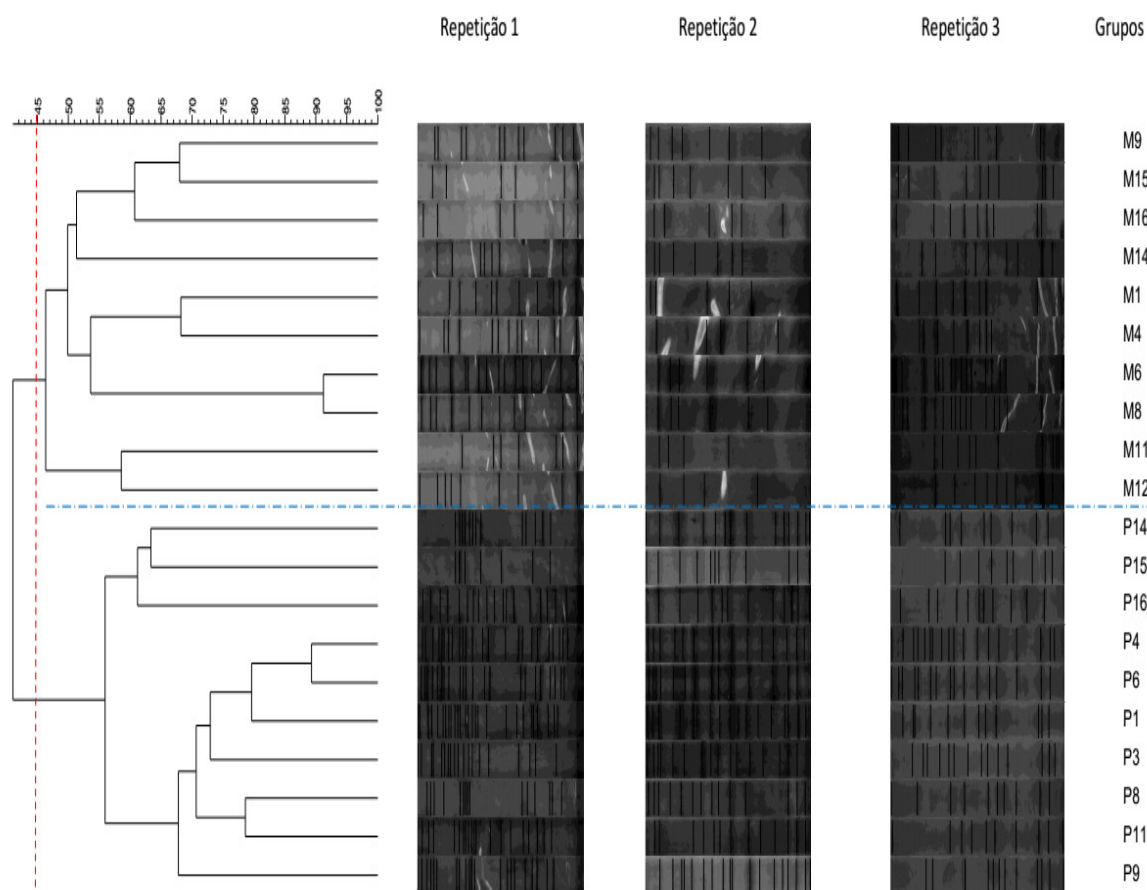 Repetição 1 Repetição 2 Repetição 3 Grupos
45 50 55 60 65 70 75 80 85 90 95 100
M9
M15
M16
M14
M1
M4
M6
M8
M11
M12
P14
P15
P16
P4
P6
P1
P3
P8
P11
P9